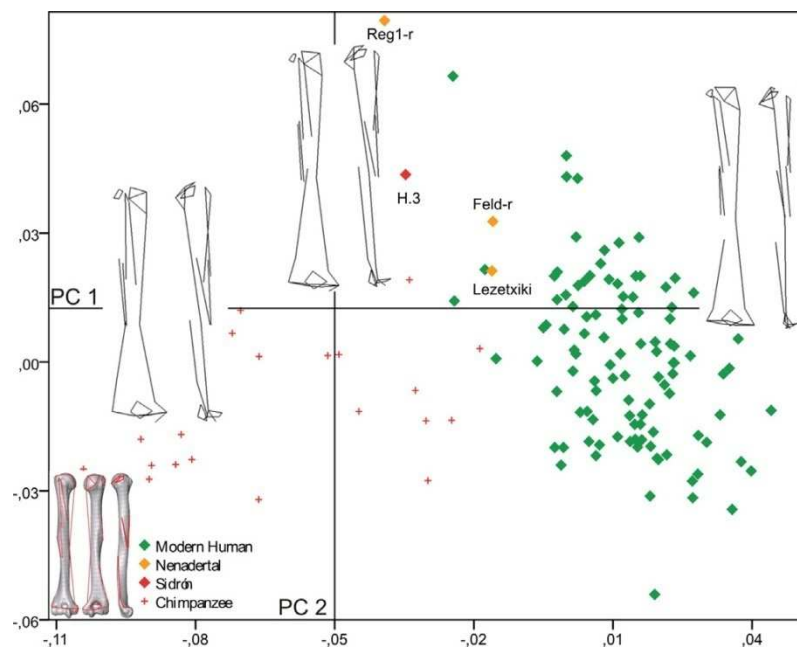 Reg1-r
,06
H.3
Feld-r
,03
Lezetxiki
PC 1
,00
-,03
Modern Human
Nenadertal
Sidrón
Chimpanzee
PC 2
-,06
-,11
-,08
-,05
-,02
,01
,04